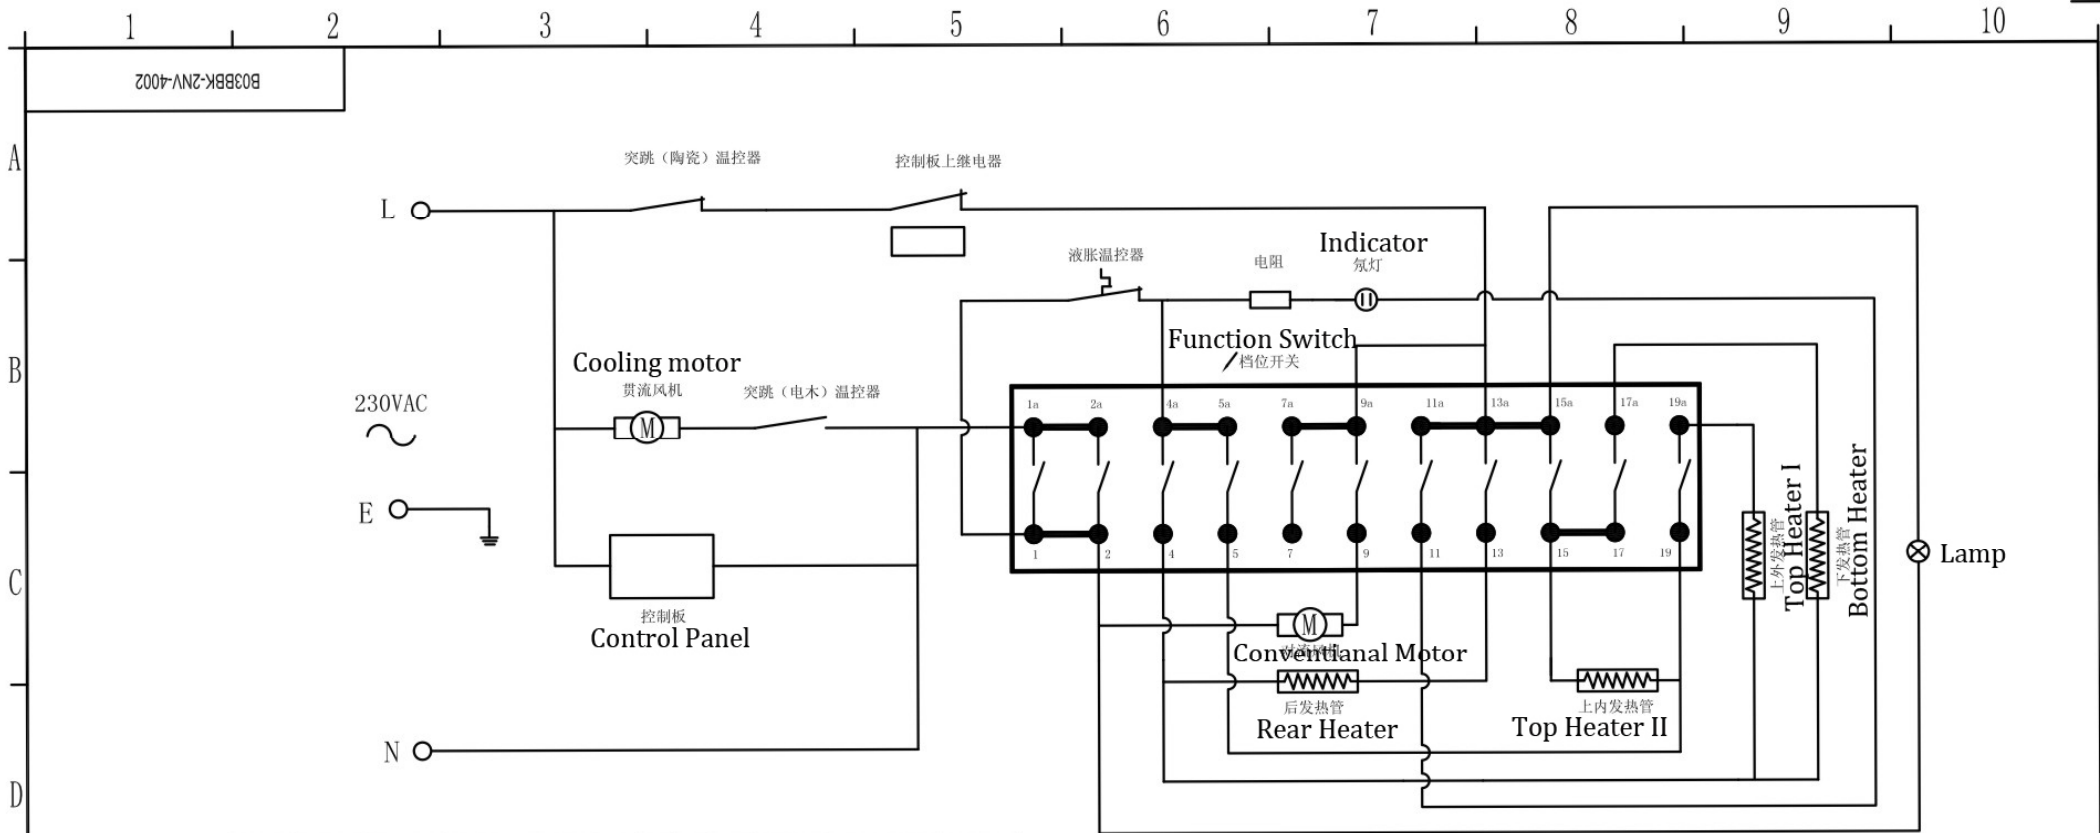 1 2 3 4 5 6 7 8 9 10
B03BBK-2NV-4002
A
突跳（陶瓷）温控器 控制板上继电器
L
液胀温控器 电阻 Indicator
氖灯
Function Switch
档位开关
B
Cooling motor
贯流风机 突跳（电木）温控器
230VAC
1a 2a 4a 5a 7a 9a 11a 13a 15a 17a 19a
E
1 2 4 5 7 9 11 13 15 17 19
上外发热管
Top Heater I
下发热管
Bottom Heater
Lamp
C
M
M
控制板
Control Panel
对流风机
Conventianal Motor
后发热管
Rear Heater
上内发热管
Top Heater II
N
D